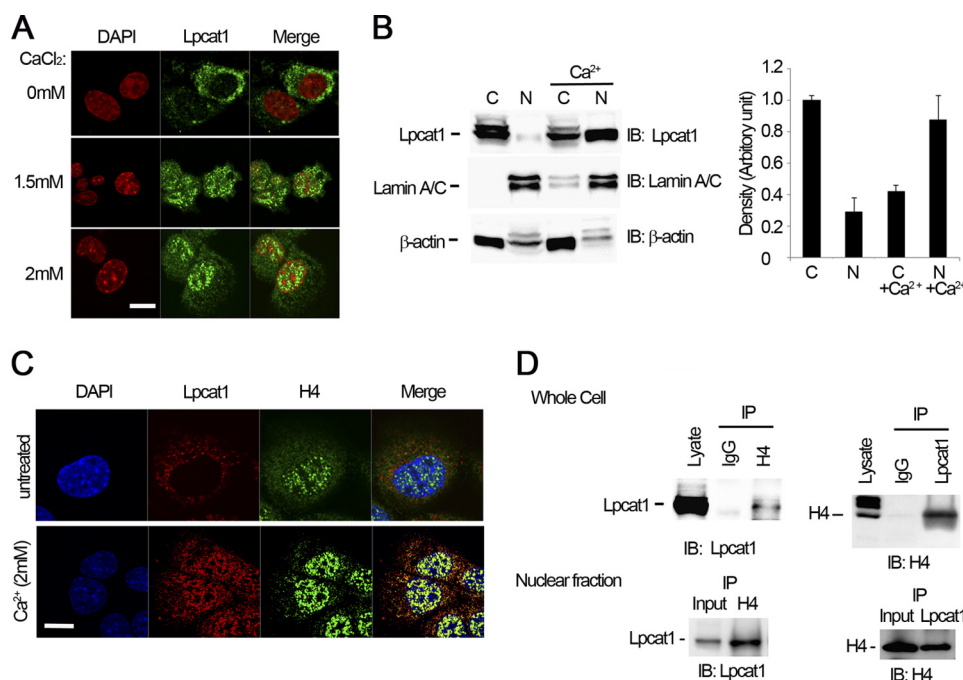 A
DAPI Lpcat1 Merge
CaCl₂:
0mM
1.5mM
2mM
B
Ca²⁺
C N C N
Lpcat1 IB: Lpcat1
Lamin A/C IB: Lamin A/C
β-actin IB: β-actin
Density (Arbitory unit)
1.2
1.0
0.8
0.6
0.4
0.2
0
C N C N
+Ca²⁺ +Ca²⁺
C
DAPI Lpcat1 H4 Merge
untreated
Ca²⁺ (2mM)
D
Whole Cell
IP
Lyate IgG H4
Lpcat1
IB: Lpcat1
IP
Lysate IgG Lpcat1
H4
IB: H4
Nuclear fraction
IP
Input H4
Lpcat1
IB: Lpcat1
IP
Input Lpcat1
H4
IB: H4